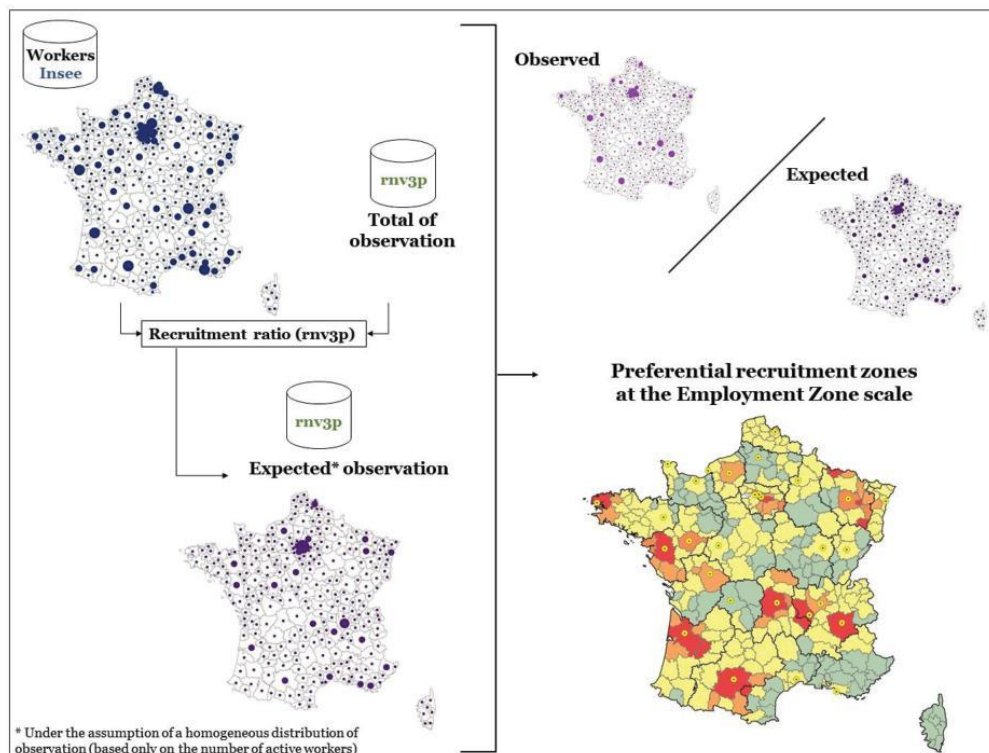 Workers
Insee
rnv3p
Total of
observation
Recruitment ratio (rnv3p)
rnv3p
Expected* observation
* Under the assumption of a homogeneous distribution of
observation (based only on the number of active workers)
Observed
Expected
Preferential recruitment zones
at the Employment Zone scale